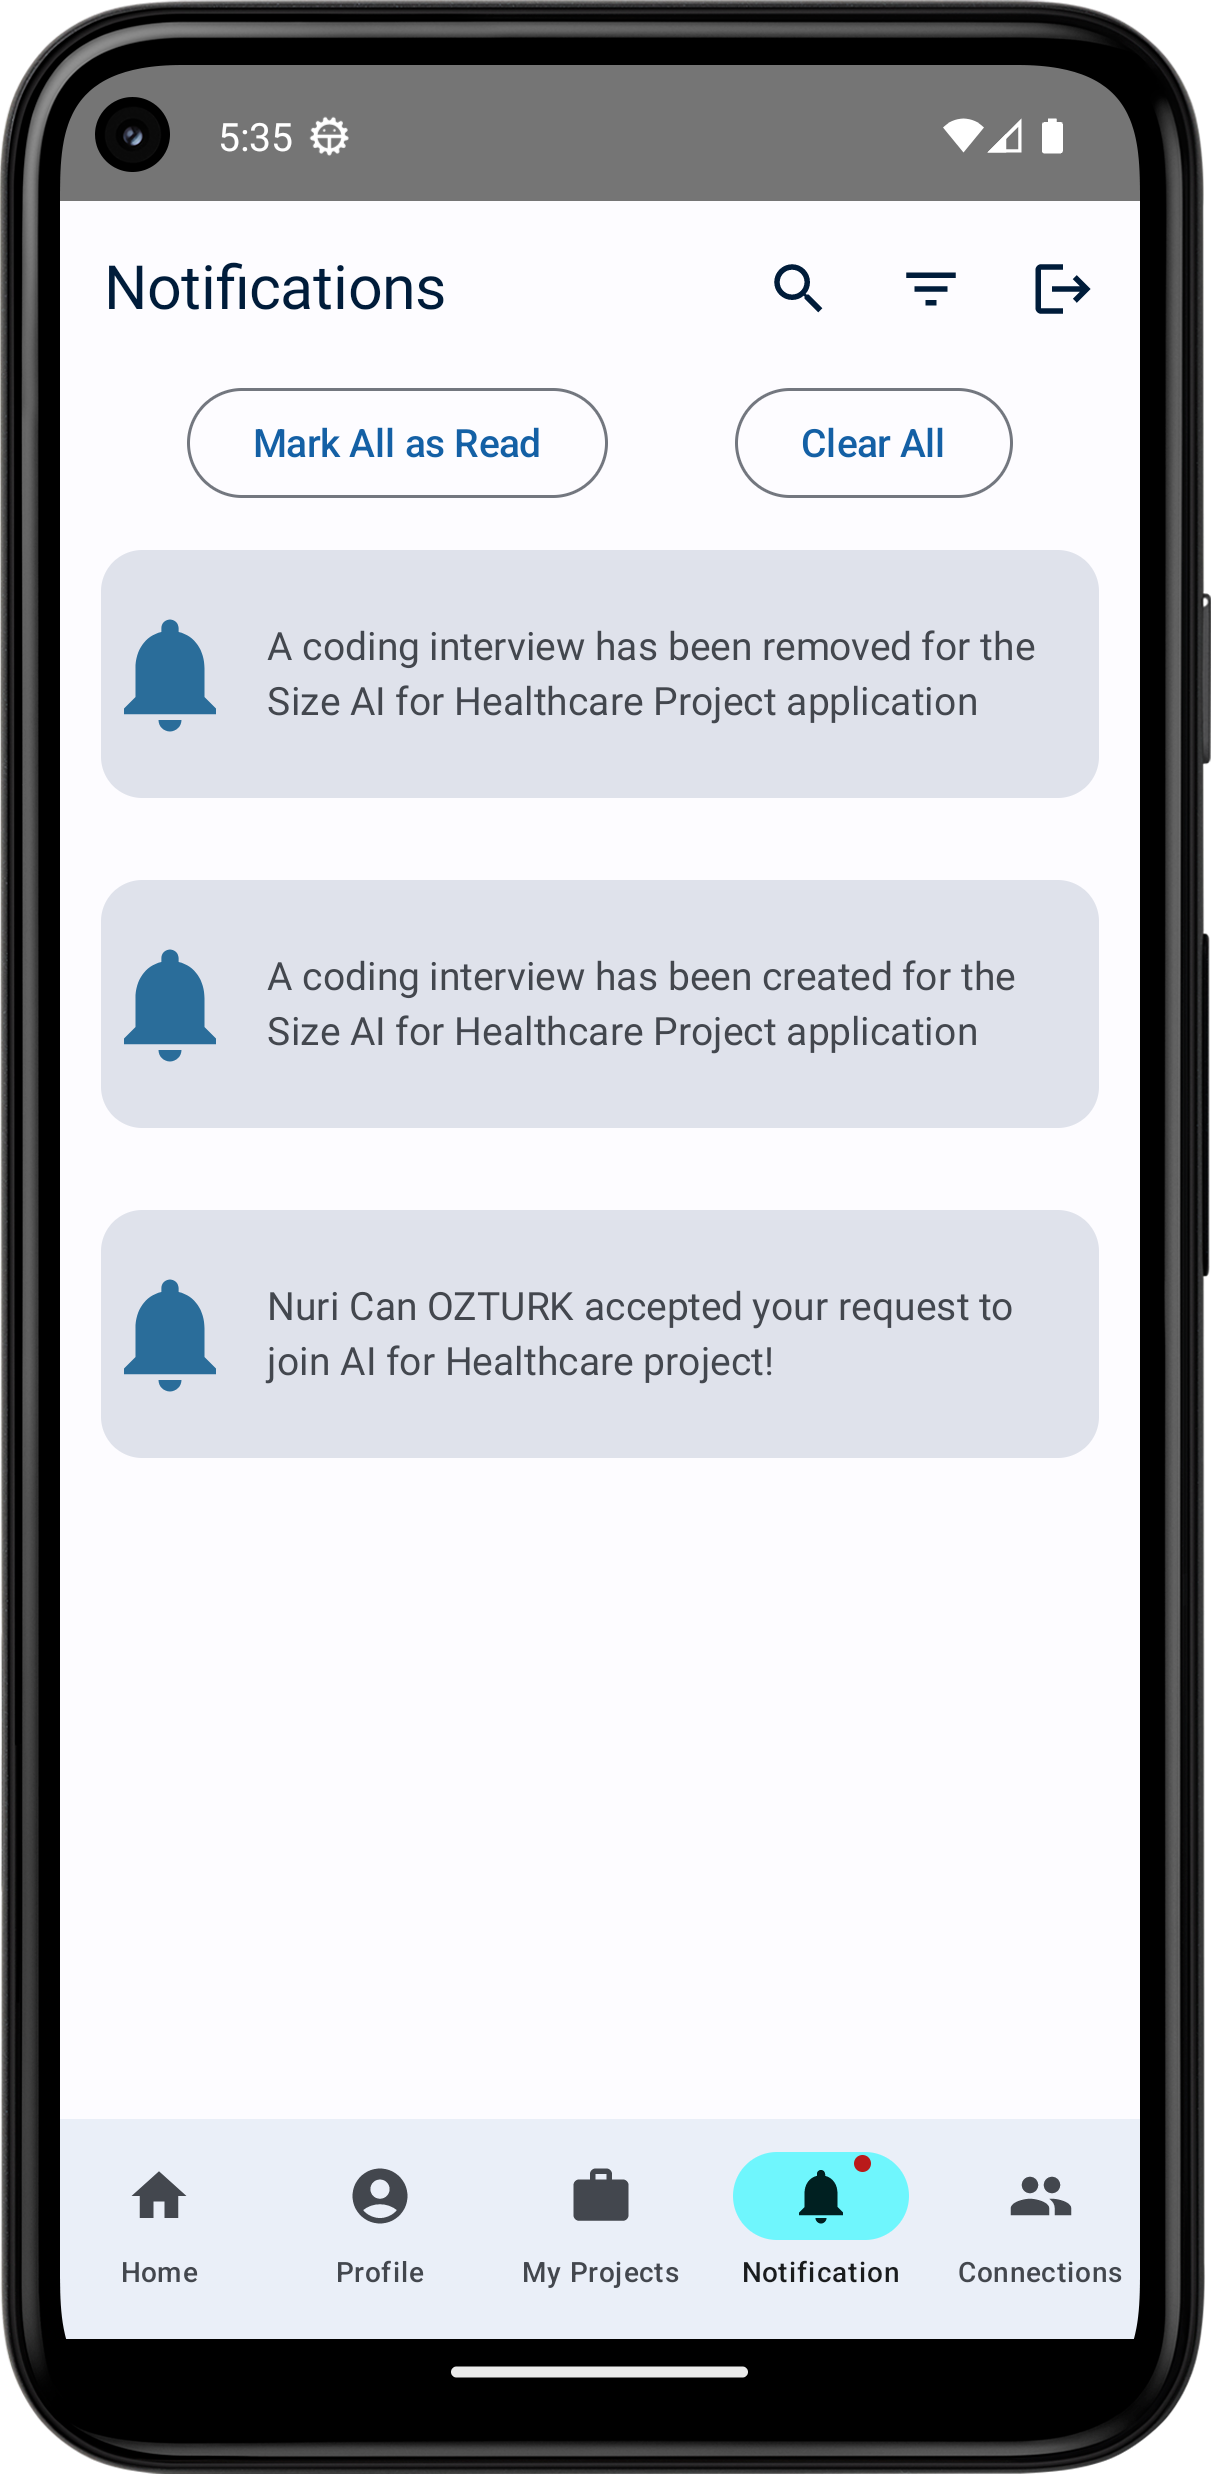 5:35
Notifications
Mark All as Read
Clear All
A coding interview has been removed for the
Size AI for Healthcare Project application
A coding interview has been created for the
Size AI for Healthcare Project application
Nuri Can OZTURK accepted your request to
join AI for Healthcare project!
Home
Profile
My Projects
Notification
Connections